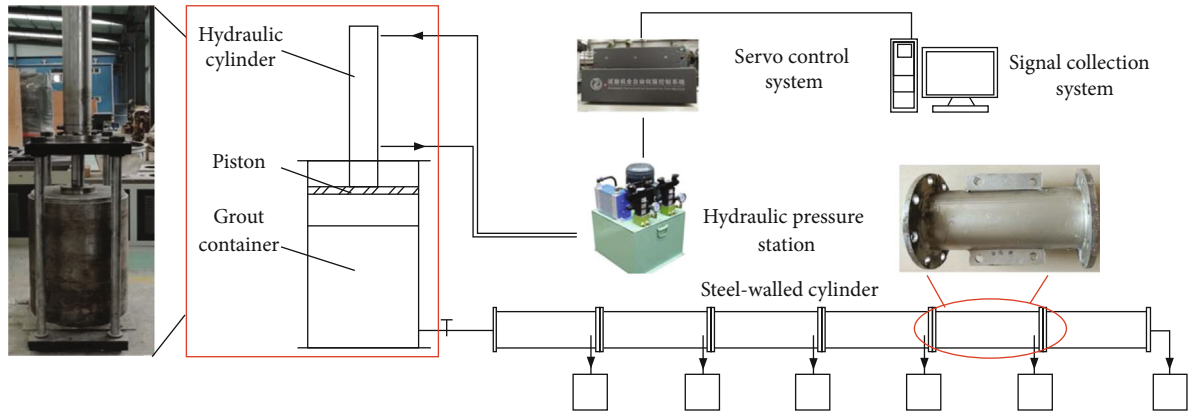 Hydraulic
cylinder
Piston
Grout
container
Servo control
system
Signal collection
system
Hydraulic pressure
station
Steel-walled cylinder